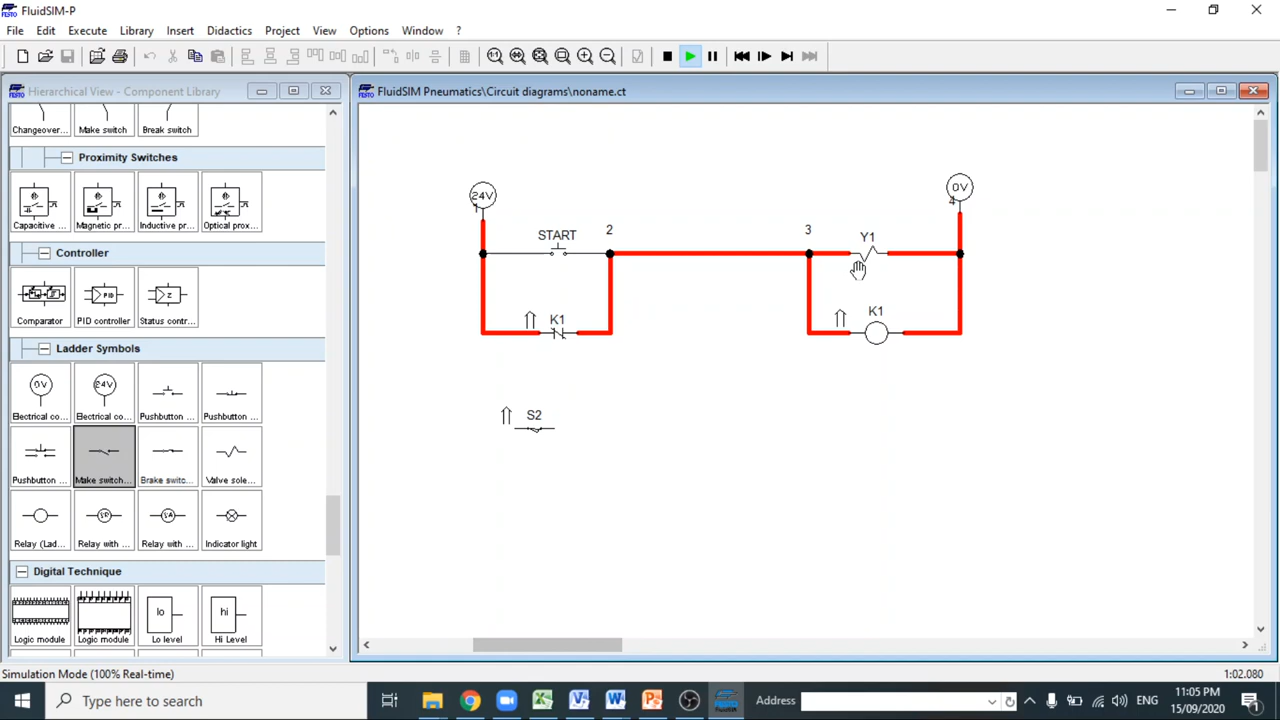 FluidSIM-P
File Edit Execute Library Insert Didactics Project View Options Window ?
Hierarchical View - Component Library
Changeover... Make switch Break switch
Proximity Switches
Capacitive ... Magnetic pr... Inductive pr... Optical prox...
Controller
PID
Comparator PID controller Status contr...
Ladder Symbols
0V 24V
Electrical co... Electrical co... Pushbutton ... Pushbutton ...
Pushbutton ... Make switch... Brake switc... Valve sole...
Relay (Lad... Relay with ... Relay with ... Indicator light
Digital Technique
lo hi
Logic module Logic module Lo level Hi Level
FluidSIM Pneumatics\Circuit diagrams\noname.ct
24V
1
0V
4
START
2
3
Y1
K1
K1
S2
Simulation Mode (100% Real-time)
1:02.080
Type here to search
Address
ENG
11:05 PM
15/09/2020
1